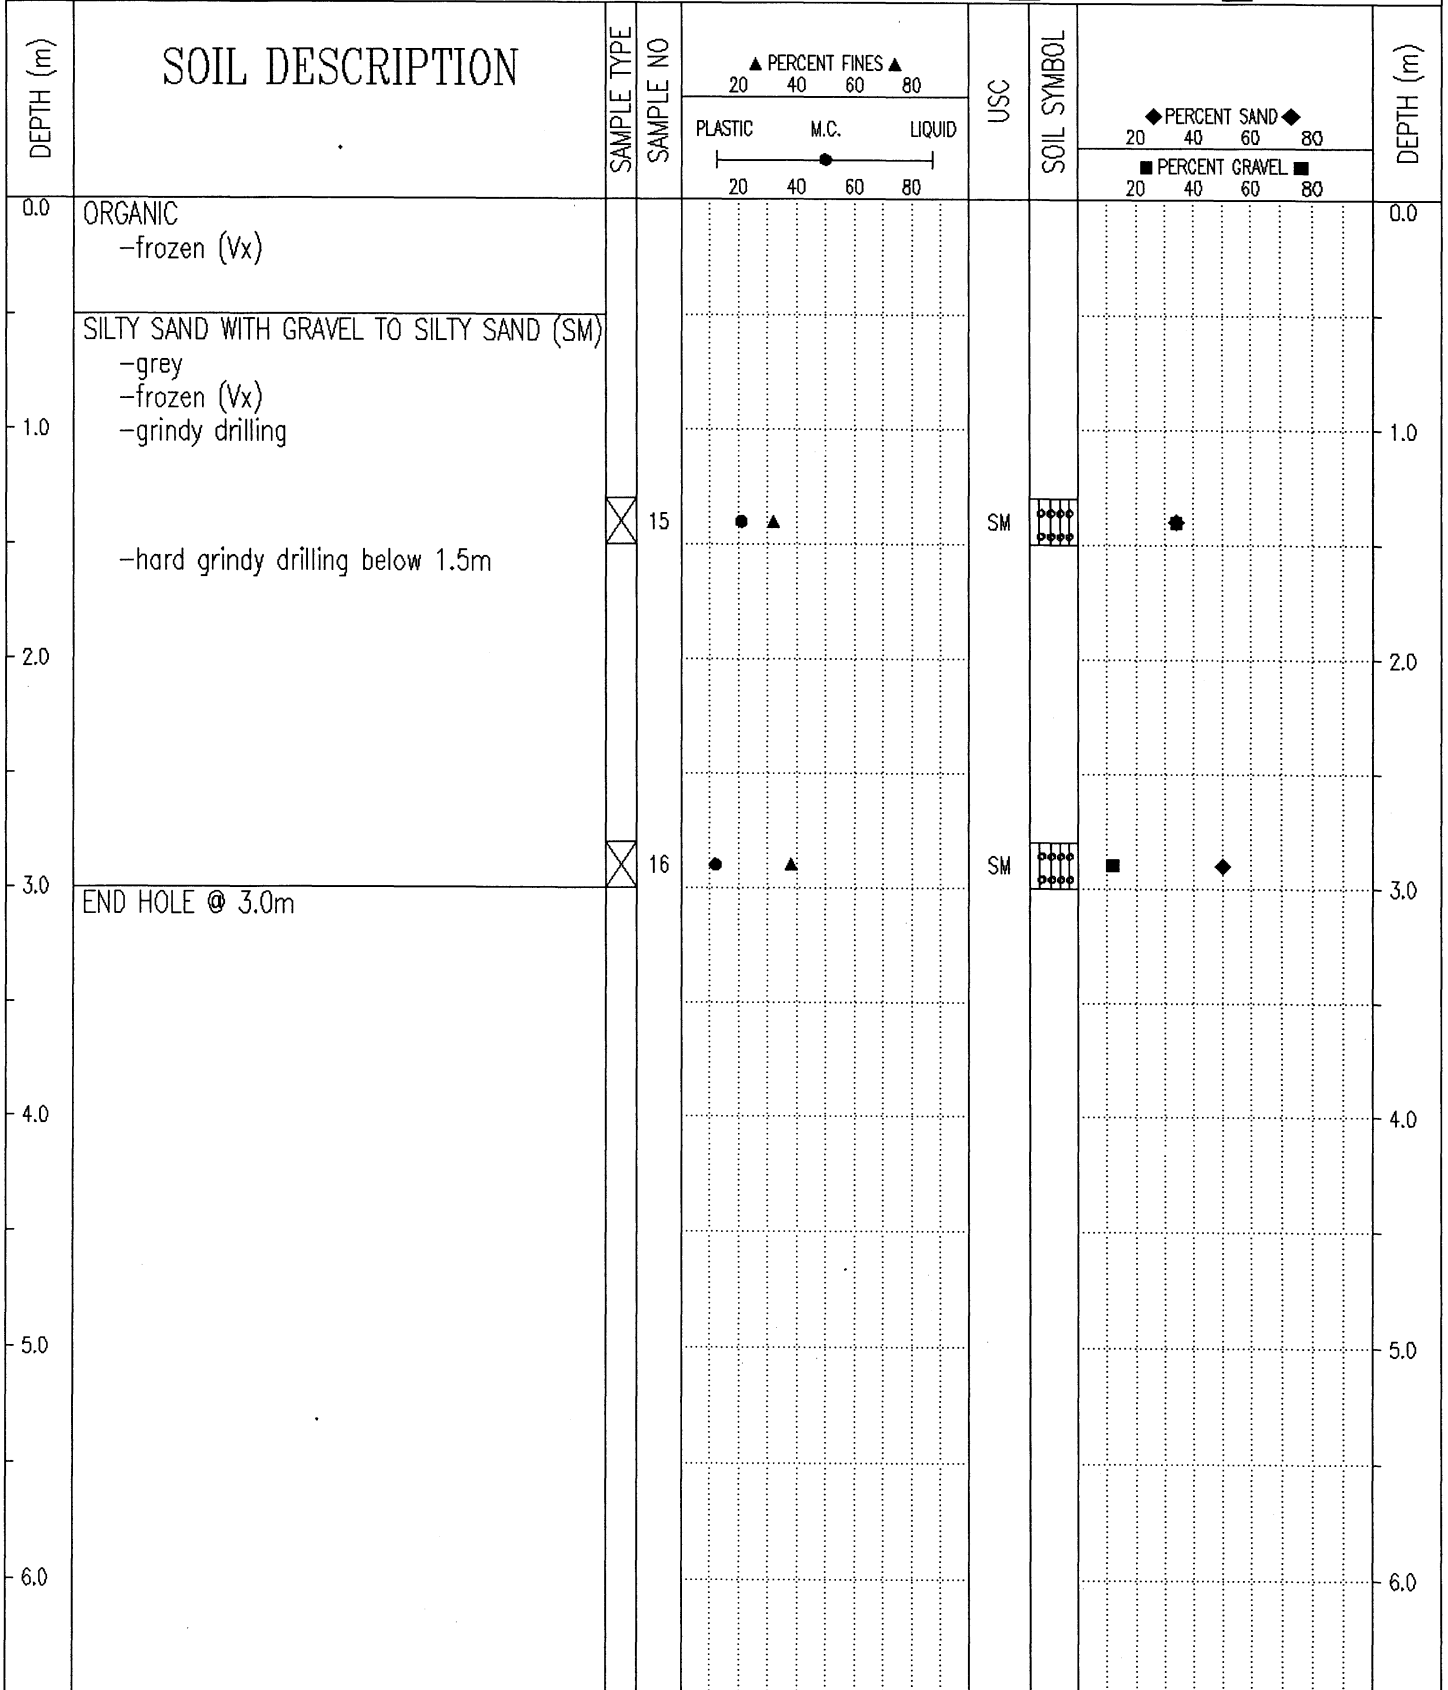 DEPTH (m)
SOIL DESCRIPTION
SAMPLE TYPE
SAMPLE NO
▲ PERCENT FINES ▲
20 40 60 80
PLASTIC M.C. LIQUID
20 40 60 80
USC
SOIL SYMBOL
◆ PERCENT SAND ◆
20 40 60 80
■ PERCENT GRAVEL ■
20 40 60 80
DEPTH (m)
0.0 ORGANIC 0.0
-frozen (Vx)
SILTY SAND WITH GRAVEL TO SILTY SAND (SM)
-grey
-frozen (Vx)
1.0 -grindy drilling 1.0
15 SM
-hard grindy drilling below 1.5m
2.0 2.0
16 SM
3.0 3.0
END HOLE @ 3.0m
4.0 4.0
5.0 5.0
6.0 6.0